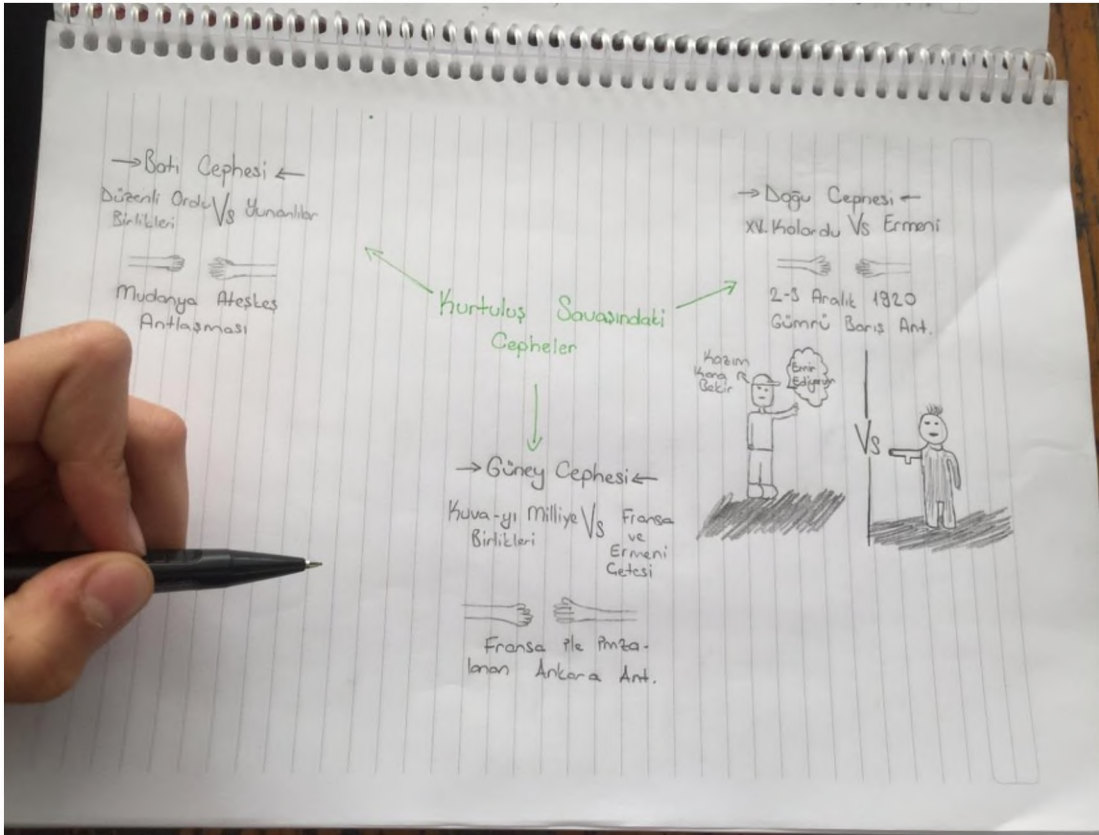 →Batı Cephesi←
Düzenli Ordu Vs Yunanlılar
Birlikleri
Mudanya Ateşkes
Antlaşması
Kurtuluş Savaşındaki
Cepheler
→Doğu Cephesi←
XV. Kolordu Vs Ermeni
2-3 Aralık 1920
Gümrü Barış Ant.
Kazım
Kara
Bekir
Emir
Ediyorum
Vs
→Güney Cephesi←
Kuva-yı Milliye Vs Fransa
Birlikleri
ve
Ermeni
Çetesi
Fransa ile imza-
lanan Ankara Ant.